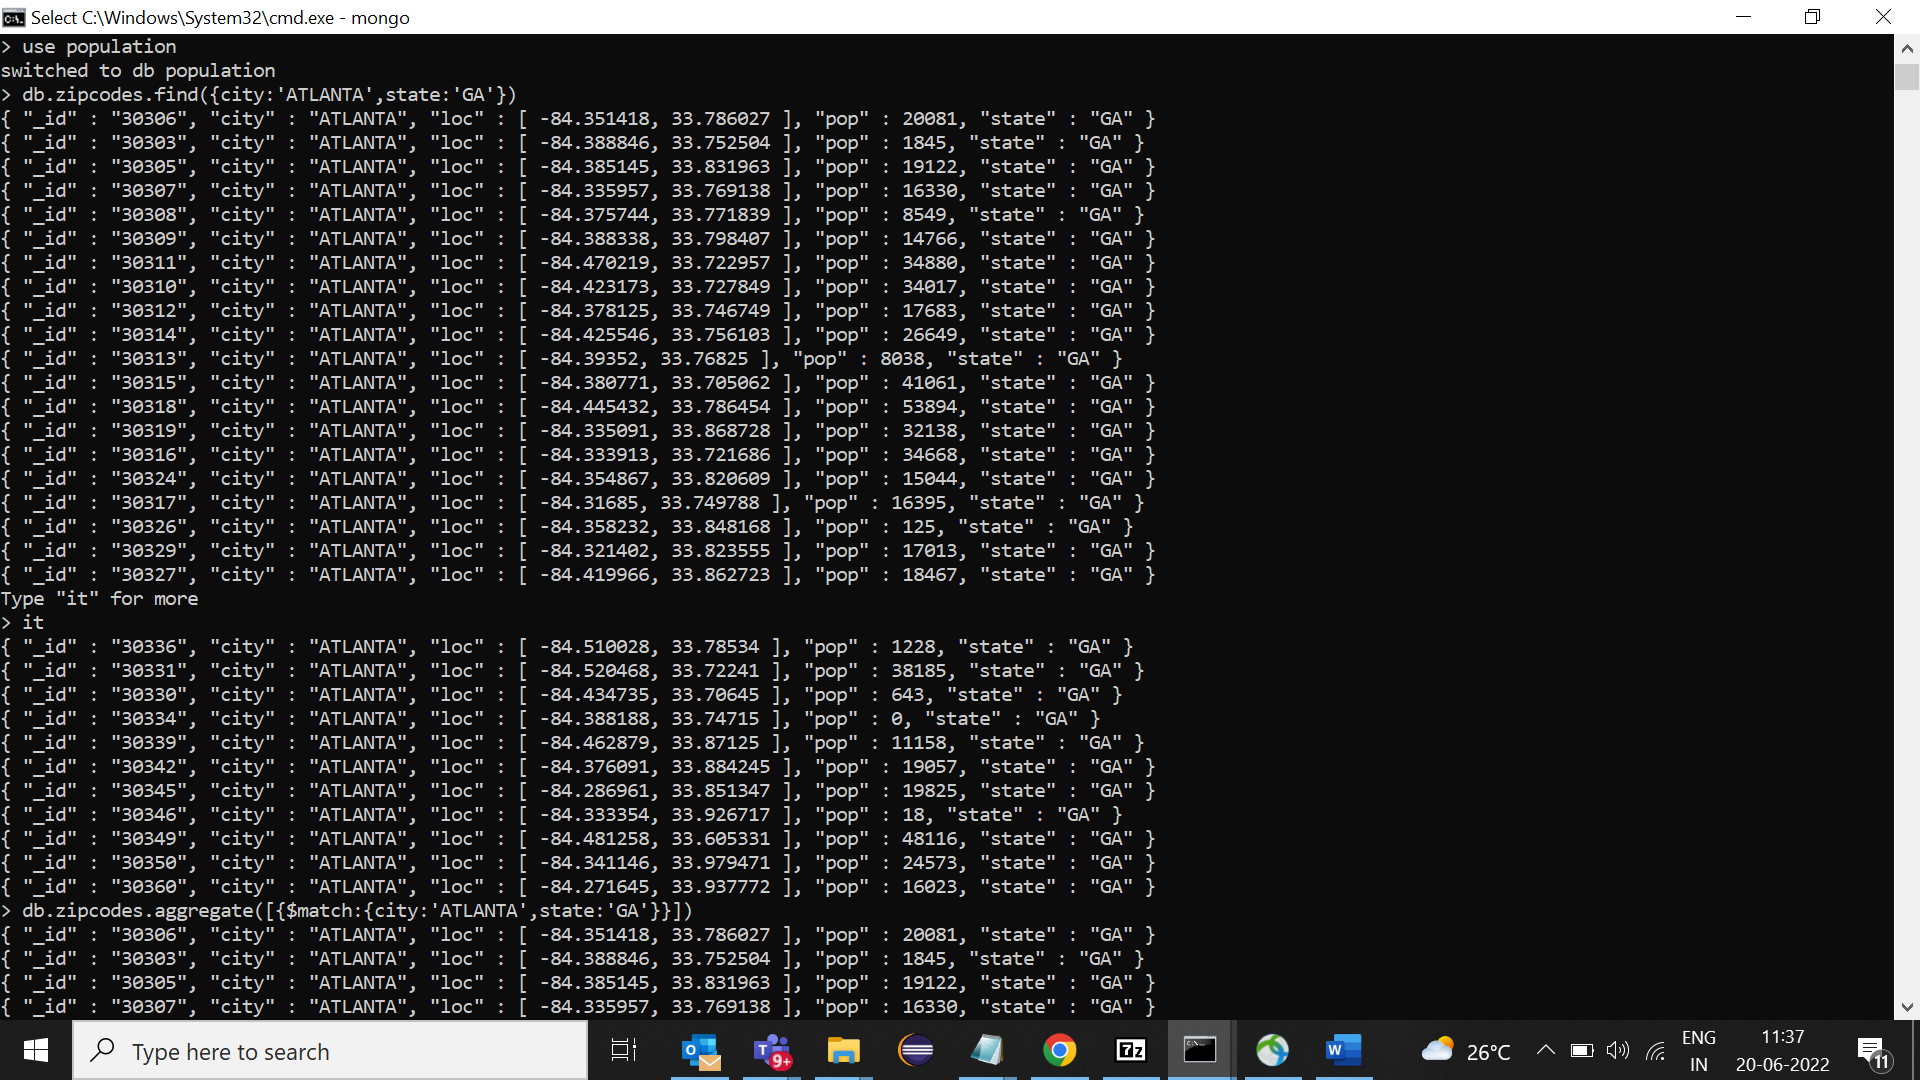 Select C:\Windows\System32\cmd.exe - mongo
> use population
switched to db population
> db.zipcodes.find({city:'ATLANTA',state:'GA'})
{ "_id" : "30306", "city" : "ATLANTA", "loc" : [ -84.351418, 33.786027 ], "pop" : 20081, "state" : "GA" }
{ "_id" : "30303", "city" : "ATLANTA", "loc" : [ -84.388846, 33.752504 ], "pop" : 1845, "state" : "GA" }
{ "_id" : "30305", "city" : "ATLANTA", "loc" : [ -84.385145, 33.831963 ], "pop" : 19122, "state" : "GA" }
{ "_id" : "30307", "city" : "ATLANTA", "loc" : [ -84.335957, 33.769138 ], "pop" : 16330, "state" : "GA" }
{ "_id" : "30308", "city" : "ATLANTA", "loc" : [ -84.375744, 33.771839 ], "pop" : 8549, "state" : "GA" }
{ "_id" : "30309", "city" : "ATLANTA", "loc" : [ -84.388338, 33.798407 ], "pop" : 14766, "state" : "GA" }
{ "_id" : "30311", "city" : "ATLANTA", "loc" : [ -84.470219, 33.722957 ], "pop" : 34880, "state" : "GA" }
{ "_id" : "30310", "city" : "ATLANTA", "loc" : [ -84.423173, 33.727849 ], "pop" : 34017, "state" : "GA" }
{ "_id" : "30312", "city" : "ATLANTA", "loc" : [ -84.378125, 33.746749 ], "pop" : 17683, "state" : "GA" }
{ "_id" : "30314", "city" : "ATLANTA", "loc" : [ -84.425546, 33.756103 ], "pop" : 26649, "state" : "GA" }
{ "_id" : "30313", "city" : "ATLANTA", "loc" : [ -84.39352, 33.76825 ], "pop" : 8038, "state" : "GA" }
{ "_id" : "30315", "city" : "ATLANTA", "loc" : [ -84.380771, 33.705062 ], "pop" : 41061, "state" : "GA" }
{ "_id" : "30318", "city" : "ATLANTA", "loc" : [ -84.445432, 33.786454 ], "pop" : 53894, "state" : "GA" }
{ "_id" : "30319", "city" : "ATLANTA", "loc" : [ -84.335091, 33.868728 ], "pop" : 32138, "state" : "GA" }
{ "_id" : "30316", "city" : "ATLANTA", "loc" : [ -84.333913, 33.721686 ], "pop" : 34668, "state" : "GA" }
{ "_id" : "30324", "city" : "ATLANTA", "loc" : [ -84.354867, 33.820609 ], "pop" : 15044, "state" : "GA" }
{ "_id" : "30317", "city" : "ATLANTA", "loc" : [ -84.31685, 33.749788 ], "pop" : 16395, "state" : "GA" }
{ "_id" : "30326", "city" : "ATLANTA", "loc" : [ -84.358232, 33.848168 ], "pop" : 125, "state" : "GA" }
{ "_id" : "30329", "city" : "ATLANTA", "loc" : [ -84.321402, 33.823555 ], "pop" : 17013, "state" : "GA" }
{ "_id" : "30327", "city" : "ATLANTA", "loc" : [ -84.419966, 33.862723 ], "pop" : 18467, "state" : "GA" }
Type "it" for more
> it
{ "_id" : "30336", "city" : "ATLANTA", "loc" : [ -84.510028, 33.78534 ], "pop" : 1228, "state" : "GA" }
{ "_id" : "30331", "city" : "ATLANTA", "loc" : [ -84.520468, 33.72241 ], "pop" : 38185, "state" : "GA" }
{ "_id" : "30330", "city" : "ATLANTA", "loc" : [ -84.434735, 33.70645 ], "pop" : 643, "state" : "GA" }
{ "_id" : "30334", "city" : "ATLANTA", "loc" : [ -84.388188, 33.74715 ], "pop" : 0, "state" : "GA" }
{ "_id" : "30339", "city" : "ATLANTA", "loc" : [ -84.462879, 33.87125 ], "pop" : 11158, "state" : "GA" }
{ "_id" : "30342", "city" : "ATLANTA", "loc" : [ -84.376091, 33.884245 ], "pop" : 19057, "state" : "GA" }
{ "_id" : "30345", "city" : "ATLANTA", "loc" : [ -84.286961, 33.851347 ], "pop" : 19825, "state" : "GA" }
{ "_id" : "30346", "city" : "ATLANTA", "loc" : [ -84.333354, 33.926717 ], "pop" : 18, "state" : "GA" }
{ "_id" : "30349", "city" : "ATLANTA", "loc" : [ -84.481258, 33.605331 ], "pop" : 48116, "state" : "GA" }
{ "_id" : "30350", "city" : "ATLANTA", "loc" : [ -84.341146, 33.979471 ], "pop" : 24573, "state" : "GA" }
{ "_id" : "30360", "city" : "ATLANTA", "loc" : [ -84.271645, 33.937772 ], "pop" : 16023, "state" : "GA" }
> db.zipcodes.aggregate([{$match:{city:'ATLANTA',state:'GA'}}])
{ "_id" : "30306", "city" : "ATLANTA", "loc" : [ -84.351418, 33.786027 ], "pop" : 20081, "state" : "GA" }
{ "_id" : "30303", "city" : "ATLANTA", "loc" : [ -84.388846, 33.752504 ], "pop" : 1845, "state" : "GA" }
{ "_id" : "30305", "city" : "ATLANTA", "loc" : [ -84.385145, 33.831963 ], "pop" : 19122, "state" : "GA" }
{ "_id" : "30307", "city" : "ATLANTA", "loc" : [ -84.335957, 33.769138 ], "pop" : 16330, "state" : "GA" }
Type here to search
9+
7z
W
26°C
ENG
IN
11:37
20-06-2022
11